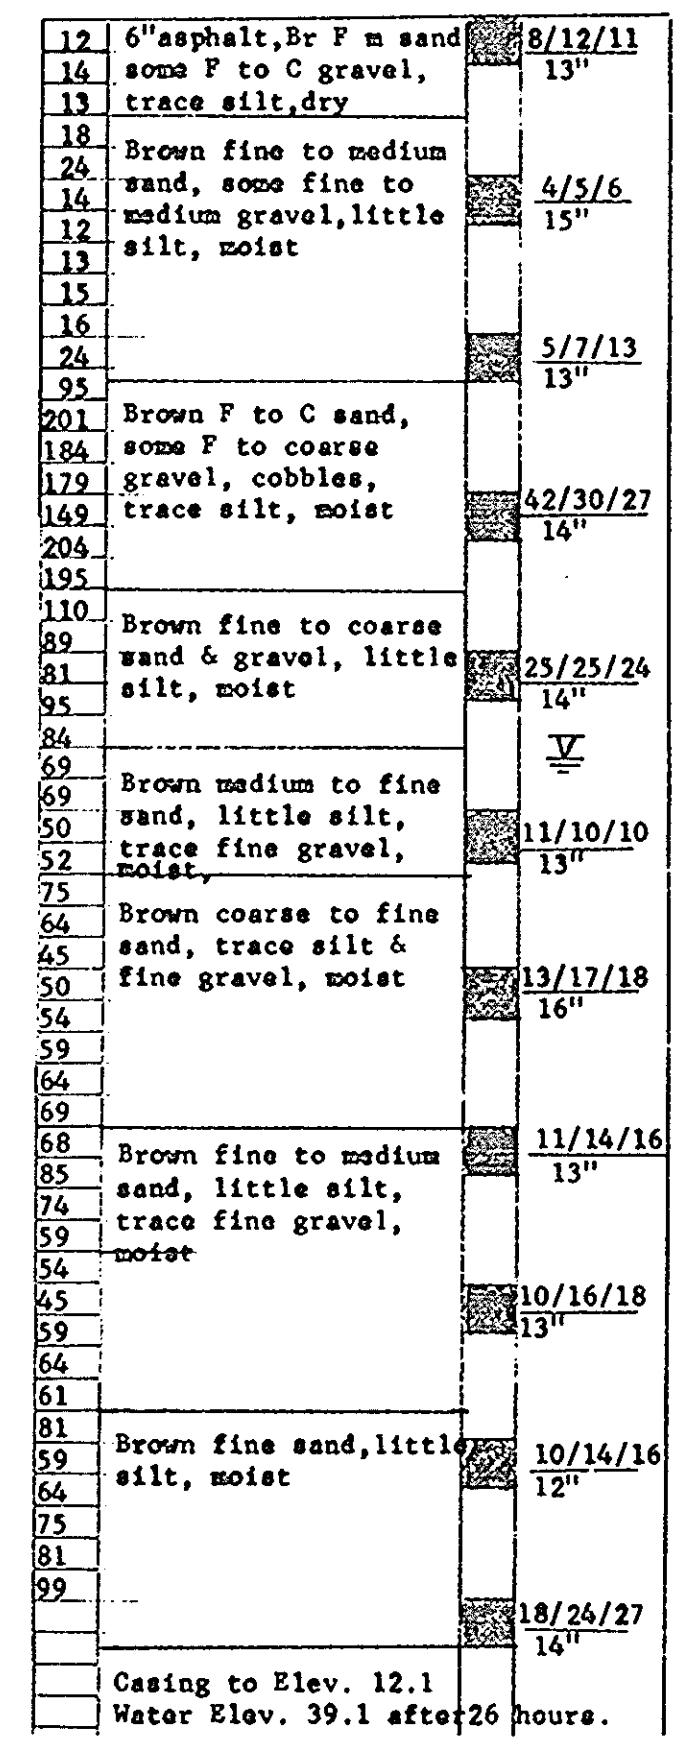 12
14
13
18
24
14
12
13
15
16
24
95
201
184
179
149
204
195
110
89
81
95
84
69
69
50
52
75
64
45
50
54
59
64
69
68
85
74
59
54
45
59
64
61
81
59
64
75
81
99
6"asphalt,Br F m sand
some F to C gravel,
trace silt,dry
Brown fine to medium
sand, some fine to
medium gravel,little
silt, moist
Brown F to C sand,
some F to coarse
gravel, cobbles,
trace silt, moist
Brown fine to coarse
sand & gravel, little
silt, moist
Brown medium to fine
sand, little silt,
trace fine gravel,
moist,
Brown coarse to fine
sand, trace silt &
fine gravel, moist
Brown fine to medium
sand, little silt,
trace fine gravel,
moist
Brown fine sand,little
silt, moist
Casing to Elev. 12.1
Water Elev. 39.1 after 26 hours.
8/12/11
13"
4/5/6
15"
5/7/13
13"
42/30/27
14"
25/25/24
14"
11/10/10
13"
13/17/18
16"
11/14/16
13"
10/16/18
13"
10/14/16
12"
18/24/27
14"